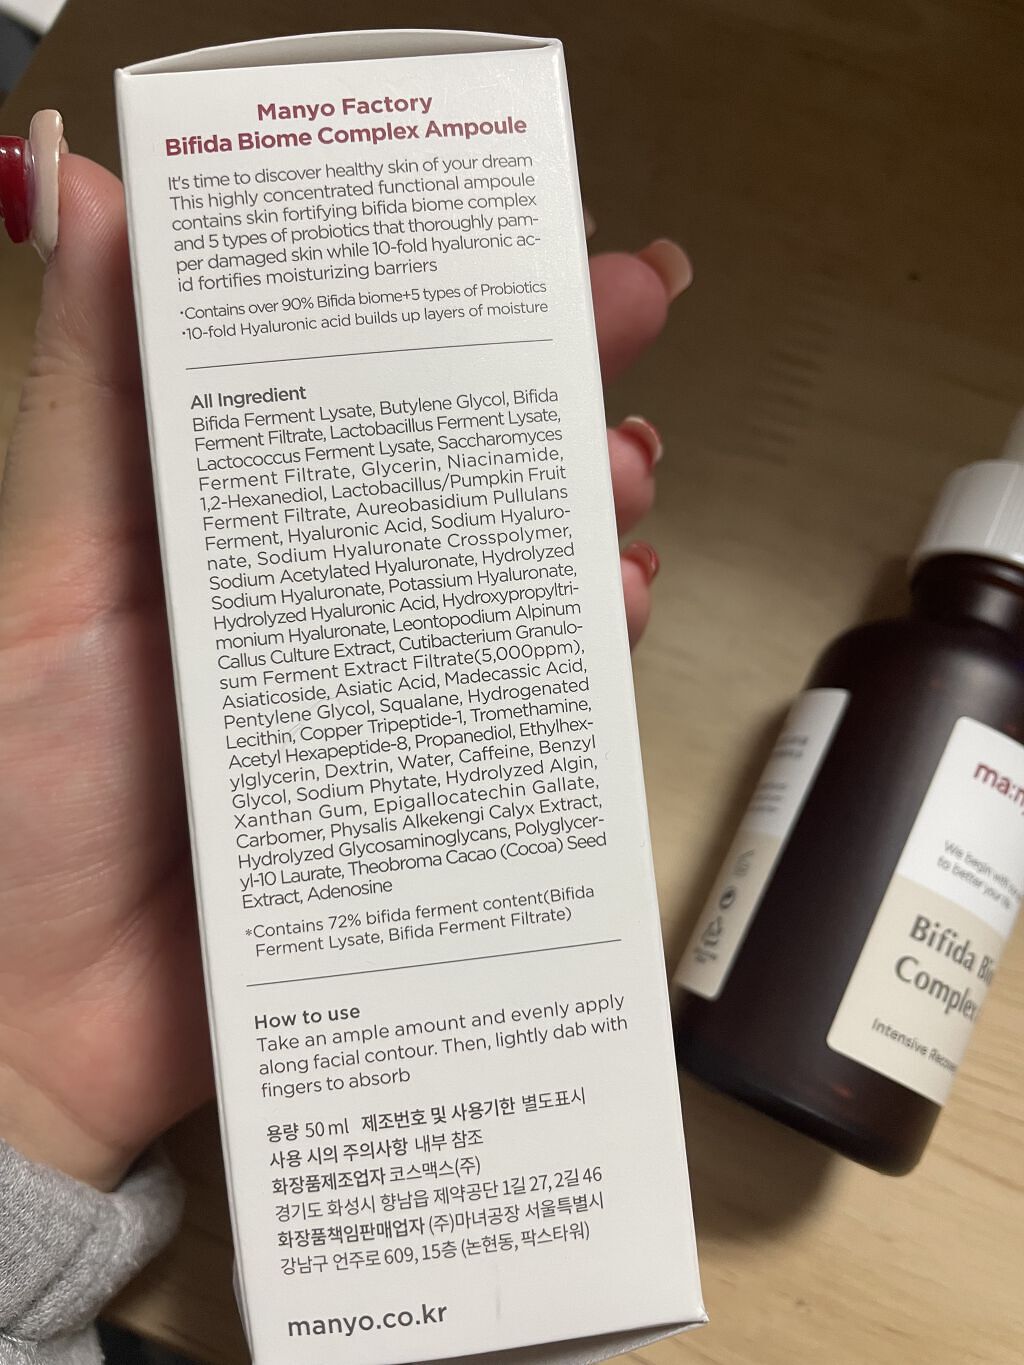 Manyo Factory
Bifida Biome Complex Ampoule
It's time to discover healthy skin of your dream
This highly concentrated functional ampoule
contains skin fortifying bifida biome complex
and 5 types of probiotics that thoroughly pam-
per damaged skin while 10-fold hyaluronic ac-
id fortifies moisturizing barriers
·Contains over 90% Bifida biome+5 types of Probiotics
·10-fold Hyaluronic acid builds up layers of moisture
All Ingredient
Bifida Ferment Lysate, Butylene Glycol, Bifida
Ferment Filtrate, Lactobacillus Ferment Lysate,
Lactococcus Ferment Lysate, Saccharomyces
Ferment Filtrate, Glycerin, Niacinamide,
1,2-Hexanediol, Lactobacillus/Pumpkin Fruit
Ferment Filtrate, Aureobasidium Pullulans
Ferment, Hyaluronic Acid, Sodium Hyaluro-
nate, Sodium Hyaluronate Crosspolymer,
Sodium Acetylated Hyaluronate, Hydrolyzed
Sodium Hyaluronate, Potassium Hyaluronate,
Hydrolyzed Hyaluronic Acid, Hydroxypropyltri-
monium Hyaluronate, Leontopodium Alpinum
Callus Culture Extract, Cutibacterium Granulo-
sum Ferment Extract Filtrate(5,000ppm),
Asiaticoside, Asiatic Acid, Madecassic Acid,
Pentylene Glycol, Squalane, Hydrogenated
Lecithin, Copper Tripeptide-1, Tromethamine,
Acetyl Hexapeptide-8, Propanediol, Ethylhex-
ylglycerin, Dextrin, Water, Caffeine, Benzyl
Glycol, Sodium Phytate, Hydrolyzed Algin,
Xanthan Gum, Epigallocatechin Gallate,
Carbomer, Physalis Alkekengi Calyx Extract,
Hydrolyzed Glycosaminoglycans, Polyglycer-
yl-10 Laurate, Theobroma Cacao (Cocoa) Seed
Extract, Adenosine
*Contains 72% bifida ferment content(Bifida
Ferment Lysate, Bifida Ferment Filtrate)
How to use
Take an ample amount and evenly apply
along facial contour. Then, lightly dab with
fingers to absorb
용량 50ml 제조번호 및 사용기한 별도표시
사용 시의 주의사항 내부 참조
화장품제조업자 코스맥스(주)
경기도 화성시 향남읍 제약공단 1길 27, 2길 46
화장품책임판매업자 (주)마녀공장 서울특별시
강남구 언주로 609, 15층 (논현동, 팍스타워)
manyo.co.kr
We begin with
to better your
Bifida
Complex
Intensive